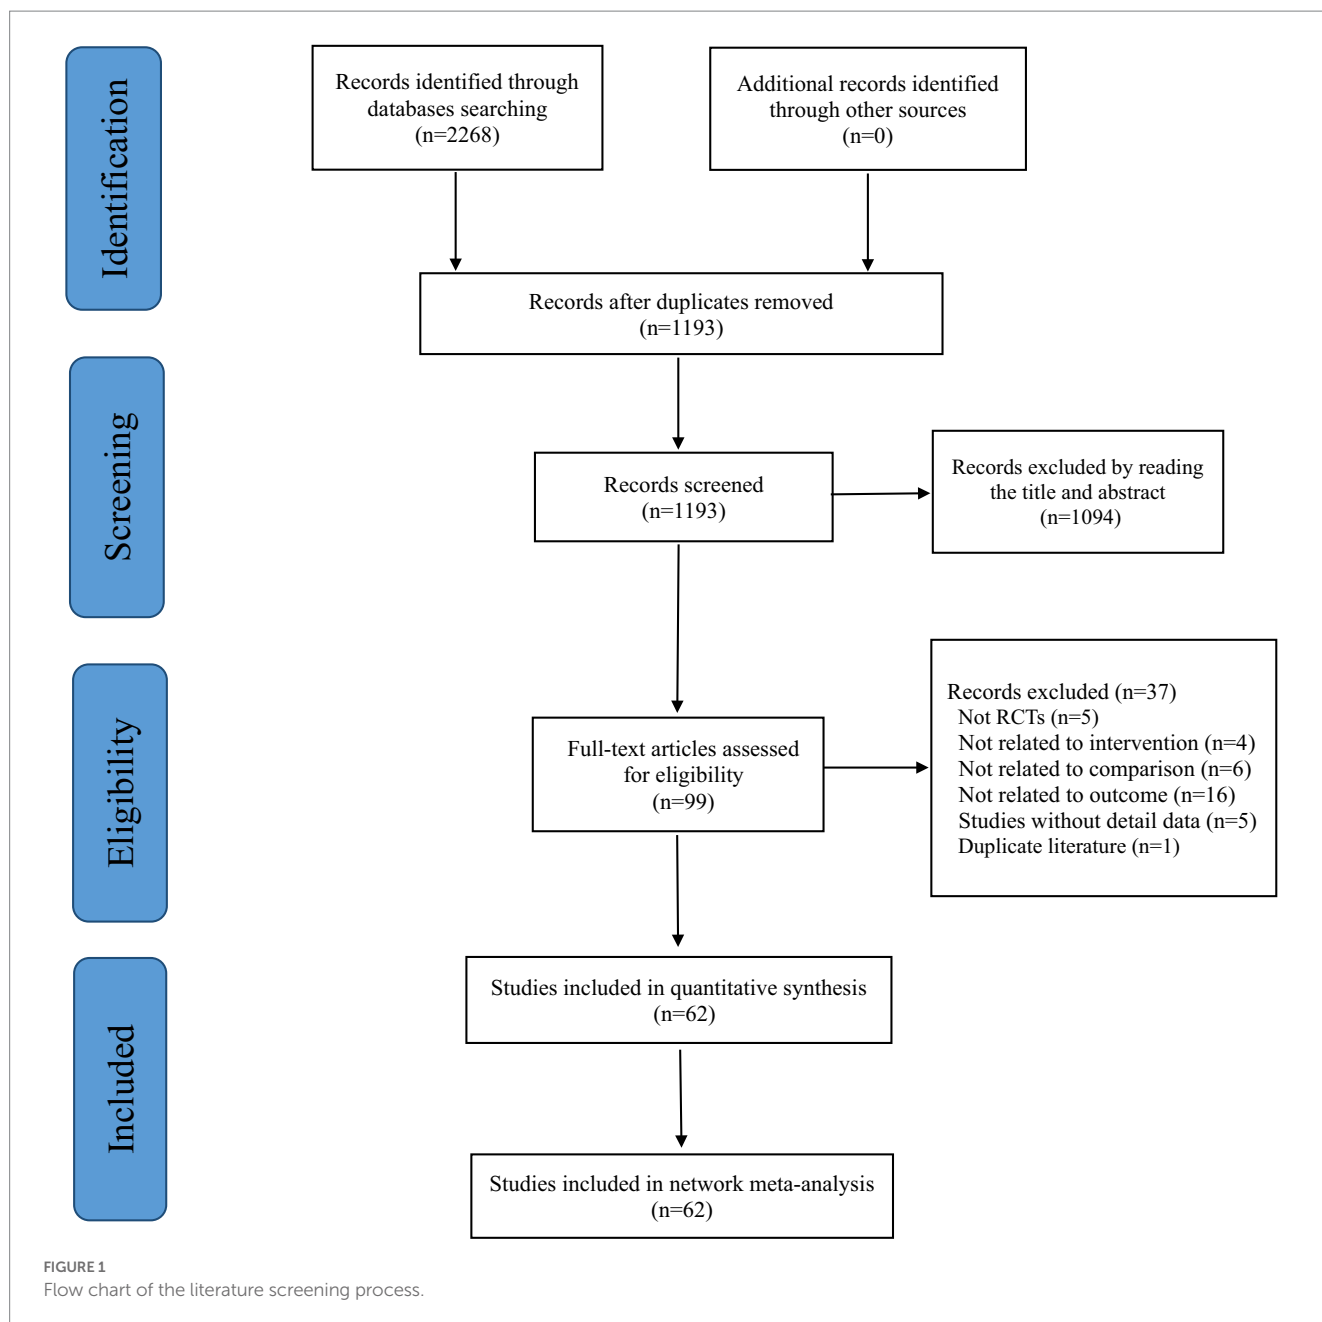 Identification
Records identified through
databases searching
(n=2268)
Additional records identified
through other sources
(n=0)
Records after duplicates removed
(n=1193)
Screening
Records screened
(n=1193)
Records excluded by reading
the title and abstract
(n=1094)
Eligibility
Full-text articles assessed
for eligibility
(n=99)
Records excluded (n=37)
Not RCTs (n=5)
Not related to intervention (n=4)
Not related to comparison (n=6)
Not related to outcome (n=16)
Studies without detail data (n=5)
Duplicate literature (n=1)
Included
Studies included in quantitative synthesis
(n=62)
Studies included in network meta-analysis
(n=62)
FIGURE 1
Flow chart of the literature screening process.